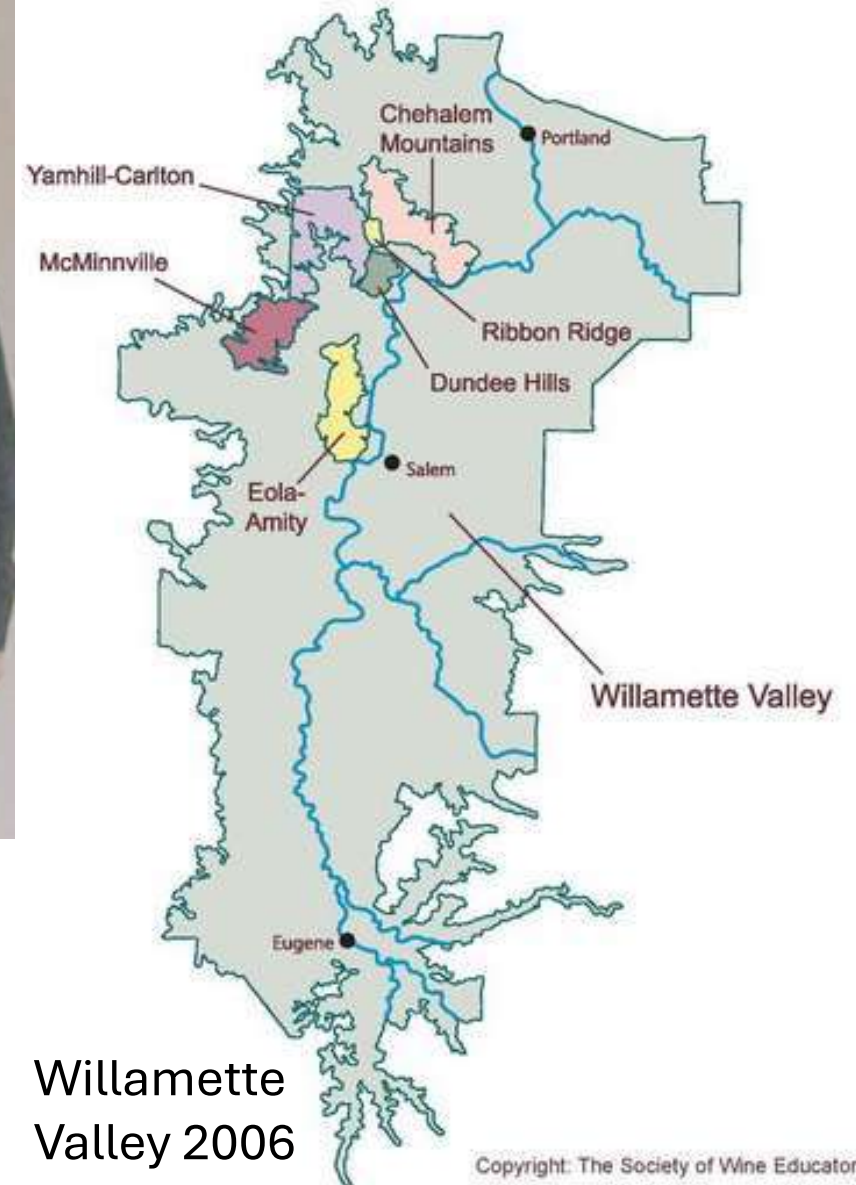 Chehalem
Mountains
Portland
Yamhill-Carlton
McMinnville
Ribbon Ridge
Dundee Hills
Salem
Eola-
Amity
Willamette Valley
Eugene
Willamette
Valley 2006
Copyright: The Society of Wine Educator